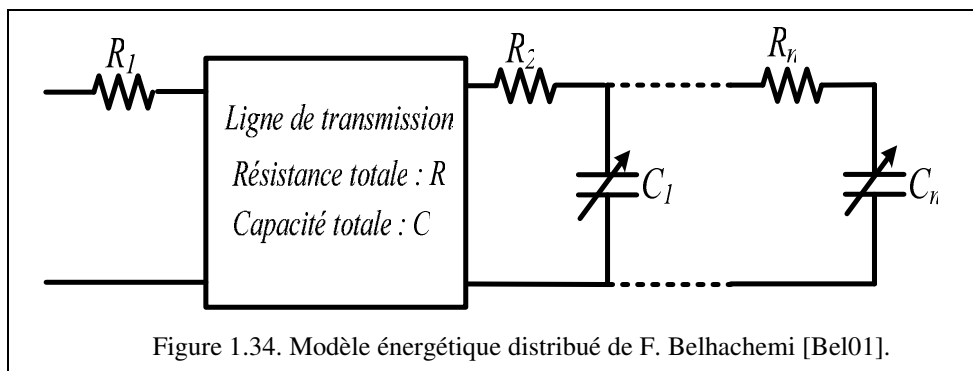 R1
R2
Rn
Ligne de transmission
Résistance totale : R
Capacité totale : C
C1
Cn
Figure 1.34. Modèle énergétique distribué de F. Belhachemi [Bel01].